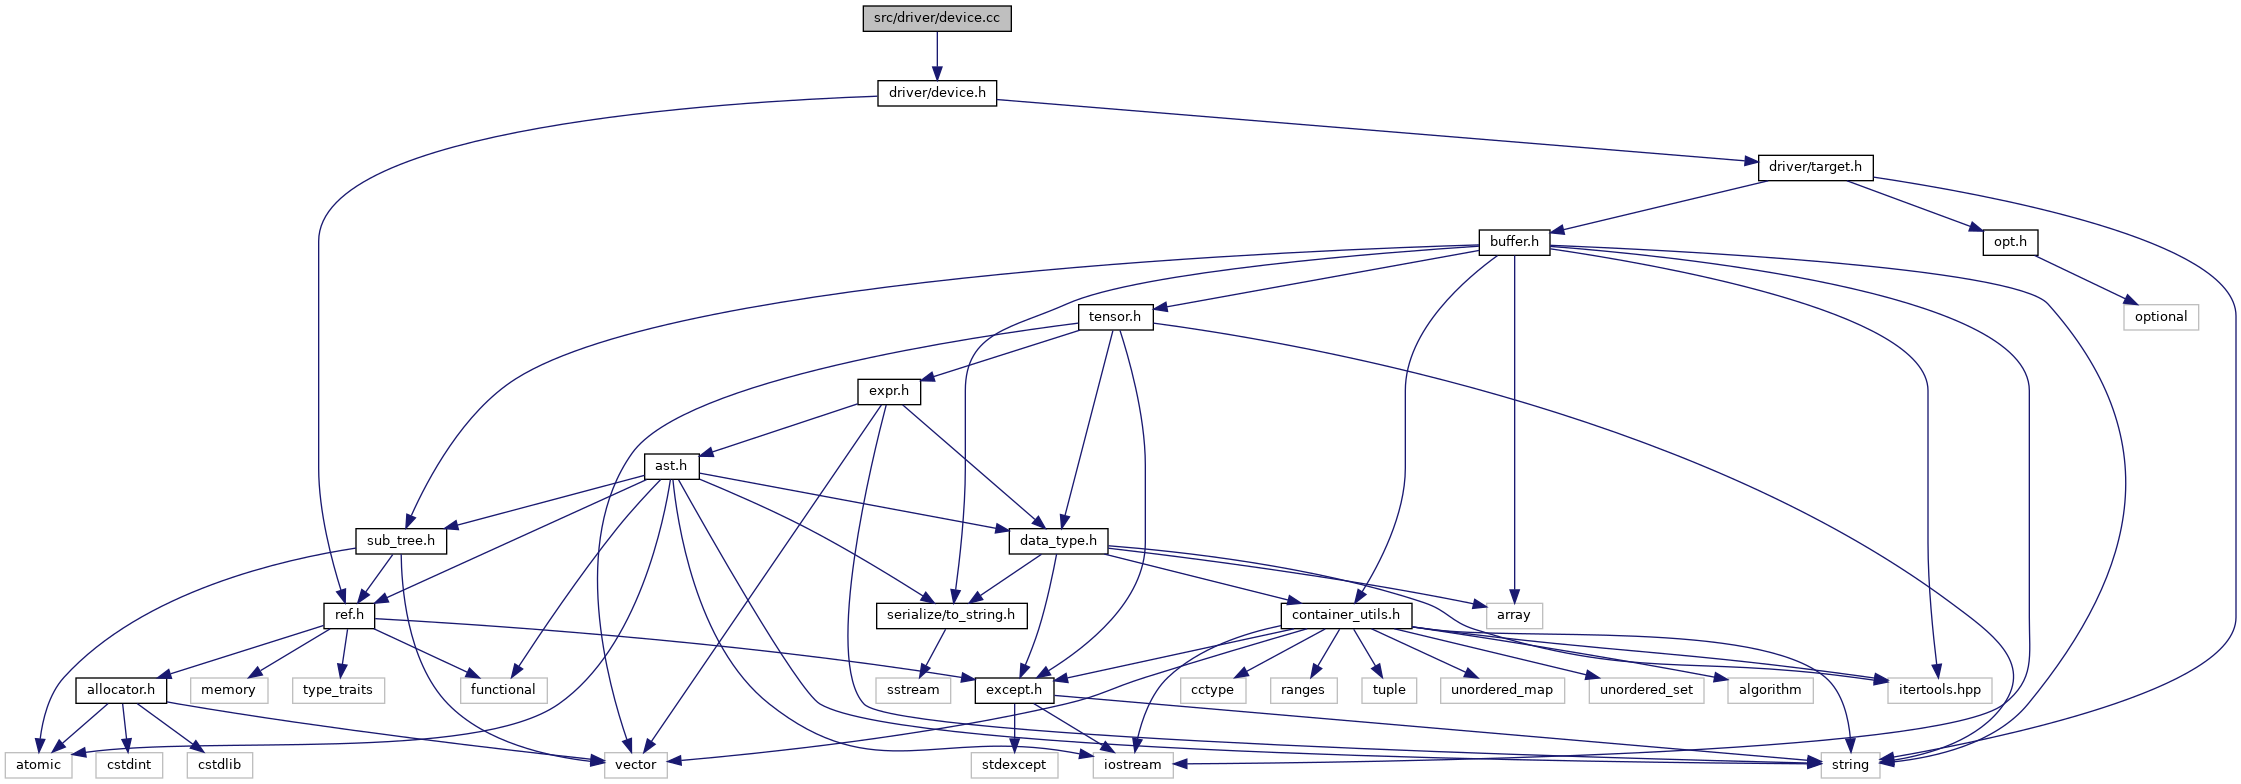 src/driver/device.cc
driver/device.h
driver/target.h
buffer.h
opt.h
tensor.h
optional
expr.h
ast.h
sub_tree.h
data_type.h
ref.h
serialize/to_string.h
container_utils.h
array
allocator.h
memory
type_traits
functional
sstream
except.h
cctype
ranges
tuple
unordered_map
unordered_set
algorithm
itertools.hpp
atomic
cstdint
cstdlib
vector
stdexcept
iostream
string